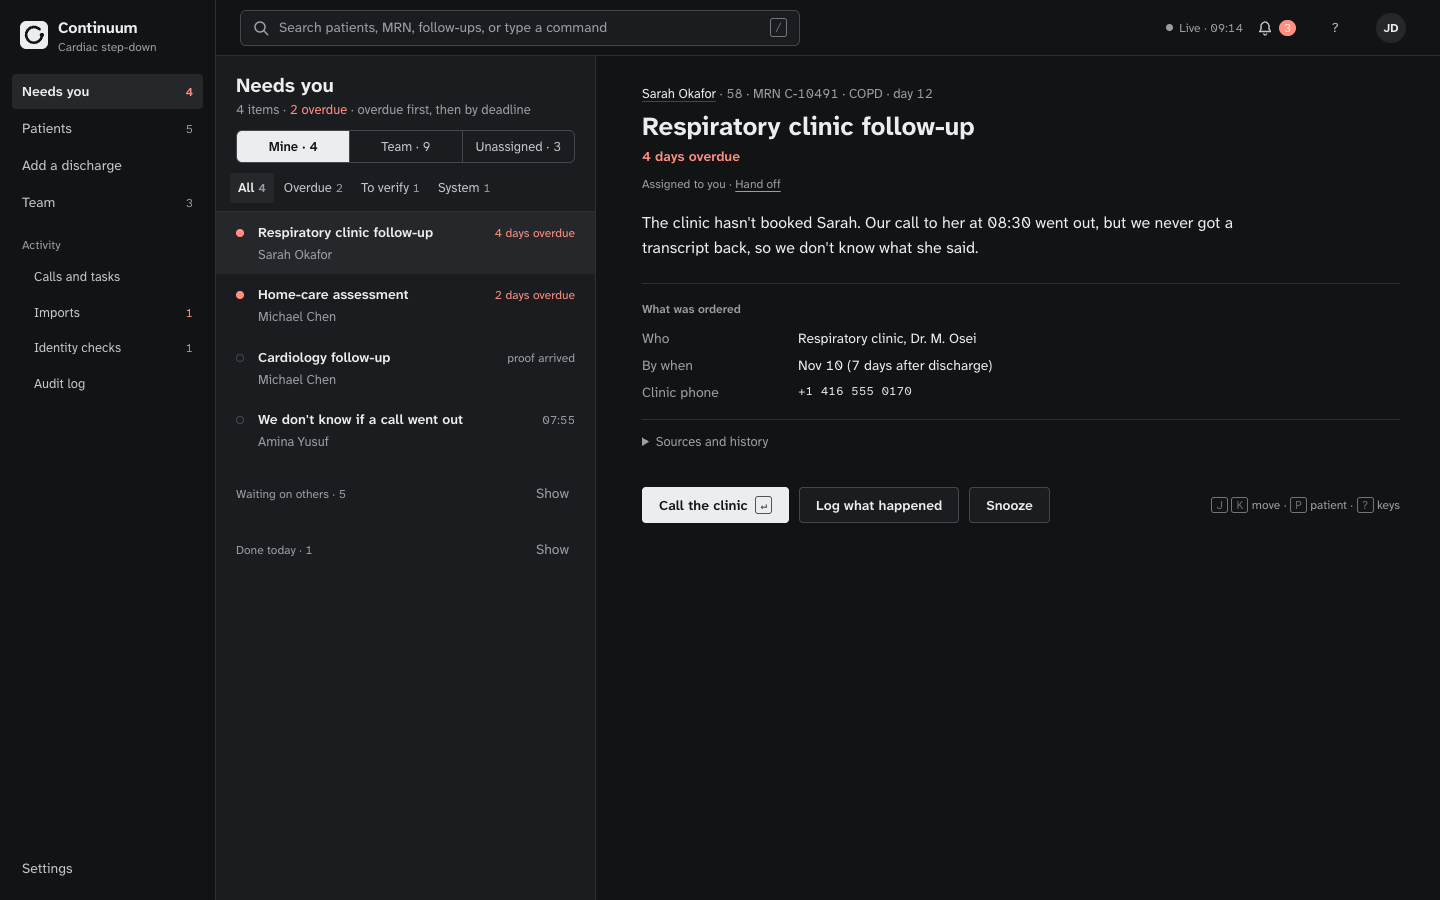 Continuum
Cardiac step-down
Search patients, MRN, follow-ups, or type a command /
Live · 09:14 3 ? JD
Needs you 4
Patients 5
Add a discharge
Team 3
Activity
Calls and tasks
Imports 1
Identity checks 1
Audit log
Settings
Needs you
4 items · 2 overdue · overdue first, then by deadline
Mine · 4 Team · 9 Unassigned · 3
All 4 Overdue 2 To verify 1 System 1
Respiratory clinic follow-up 4 days overdue
Sarah Okafor
Home-care assessment 2 days overdue
Michael Chen
Cardiology follow-up proof arrived
Michael Chen
We don't know if a call went out 07:55
Amina Yusuf
Waiting on others · 5 Show
Done today · 1 Show
Sarah Okafor · 58 · MRN C-10491 · COPD · day 12
Respiratory clinic follow-up
4 days overdue
Assigned to you · Hand off
The clinic hasn't booked Sarah. Our call to her at 08:30 went out, but we never got a
transcript back, so we don't know what she said.
What was ordered
Who Respiratory clinic, Dr. M. Osei
By when Nov 10 (7 days after discharge)
Clinic phone +1 416 555 0170
▶ Sources and history
Call the clinic ↵ Log what happened Snooze J K move · P patient · ? keys